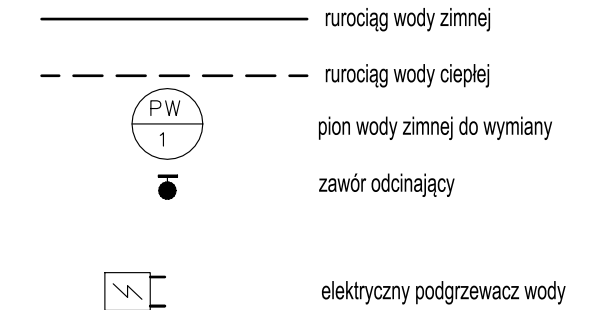 rurociąg wody zimnej
rurociąg wody ciepłej
PW
1
pion wody zimnej do wymiany
zawór odcinający
elektryczny podgrzewacz wody